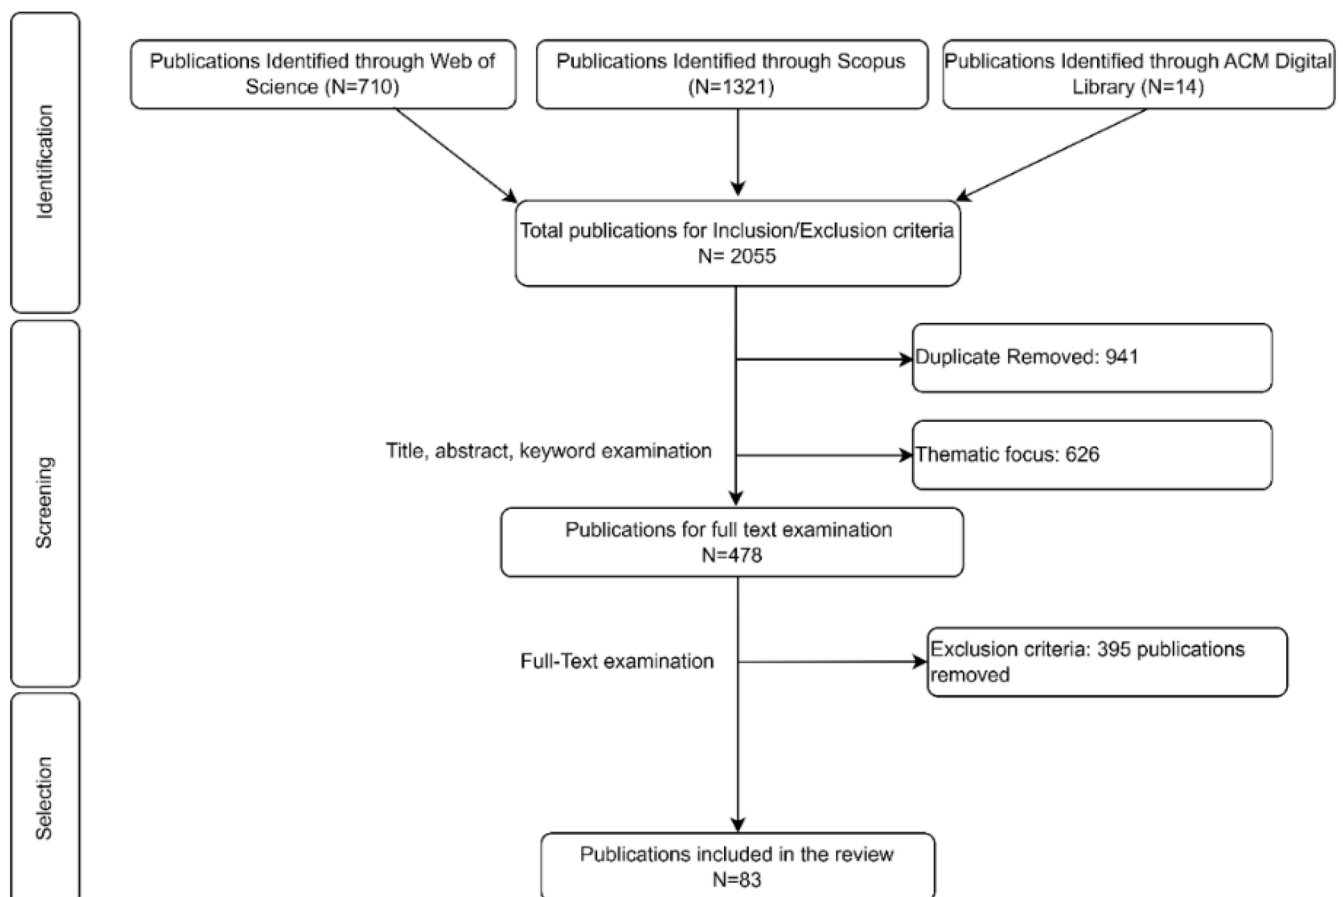 Identification
Publications Identified through Web of
Science (N=710)
Publications Identified through Scopus
(N=1321)
Publications Identified through ACM Digital
Library (N=14)
Total publications for Inclusion/Exclusion criteria
N= 2055
Screening
Duplicate Removed: 941
Title, abstract, keyword examination
Thematic focus: 626
Publications for full text examination
N=478
Full-Text examination
Exclusion criteria: 395 publications
removed
Selection
Publications included in the review
N=83